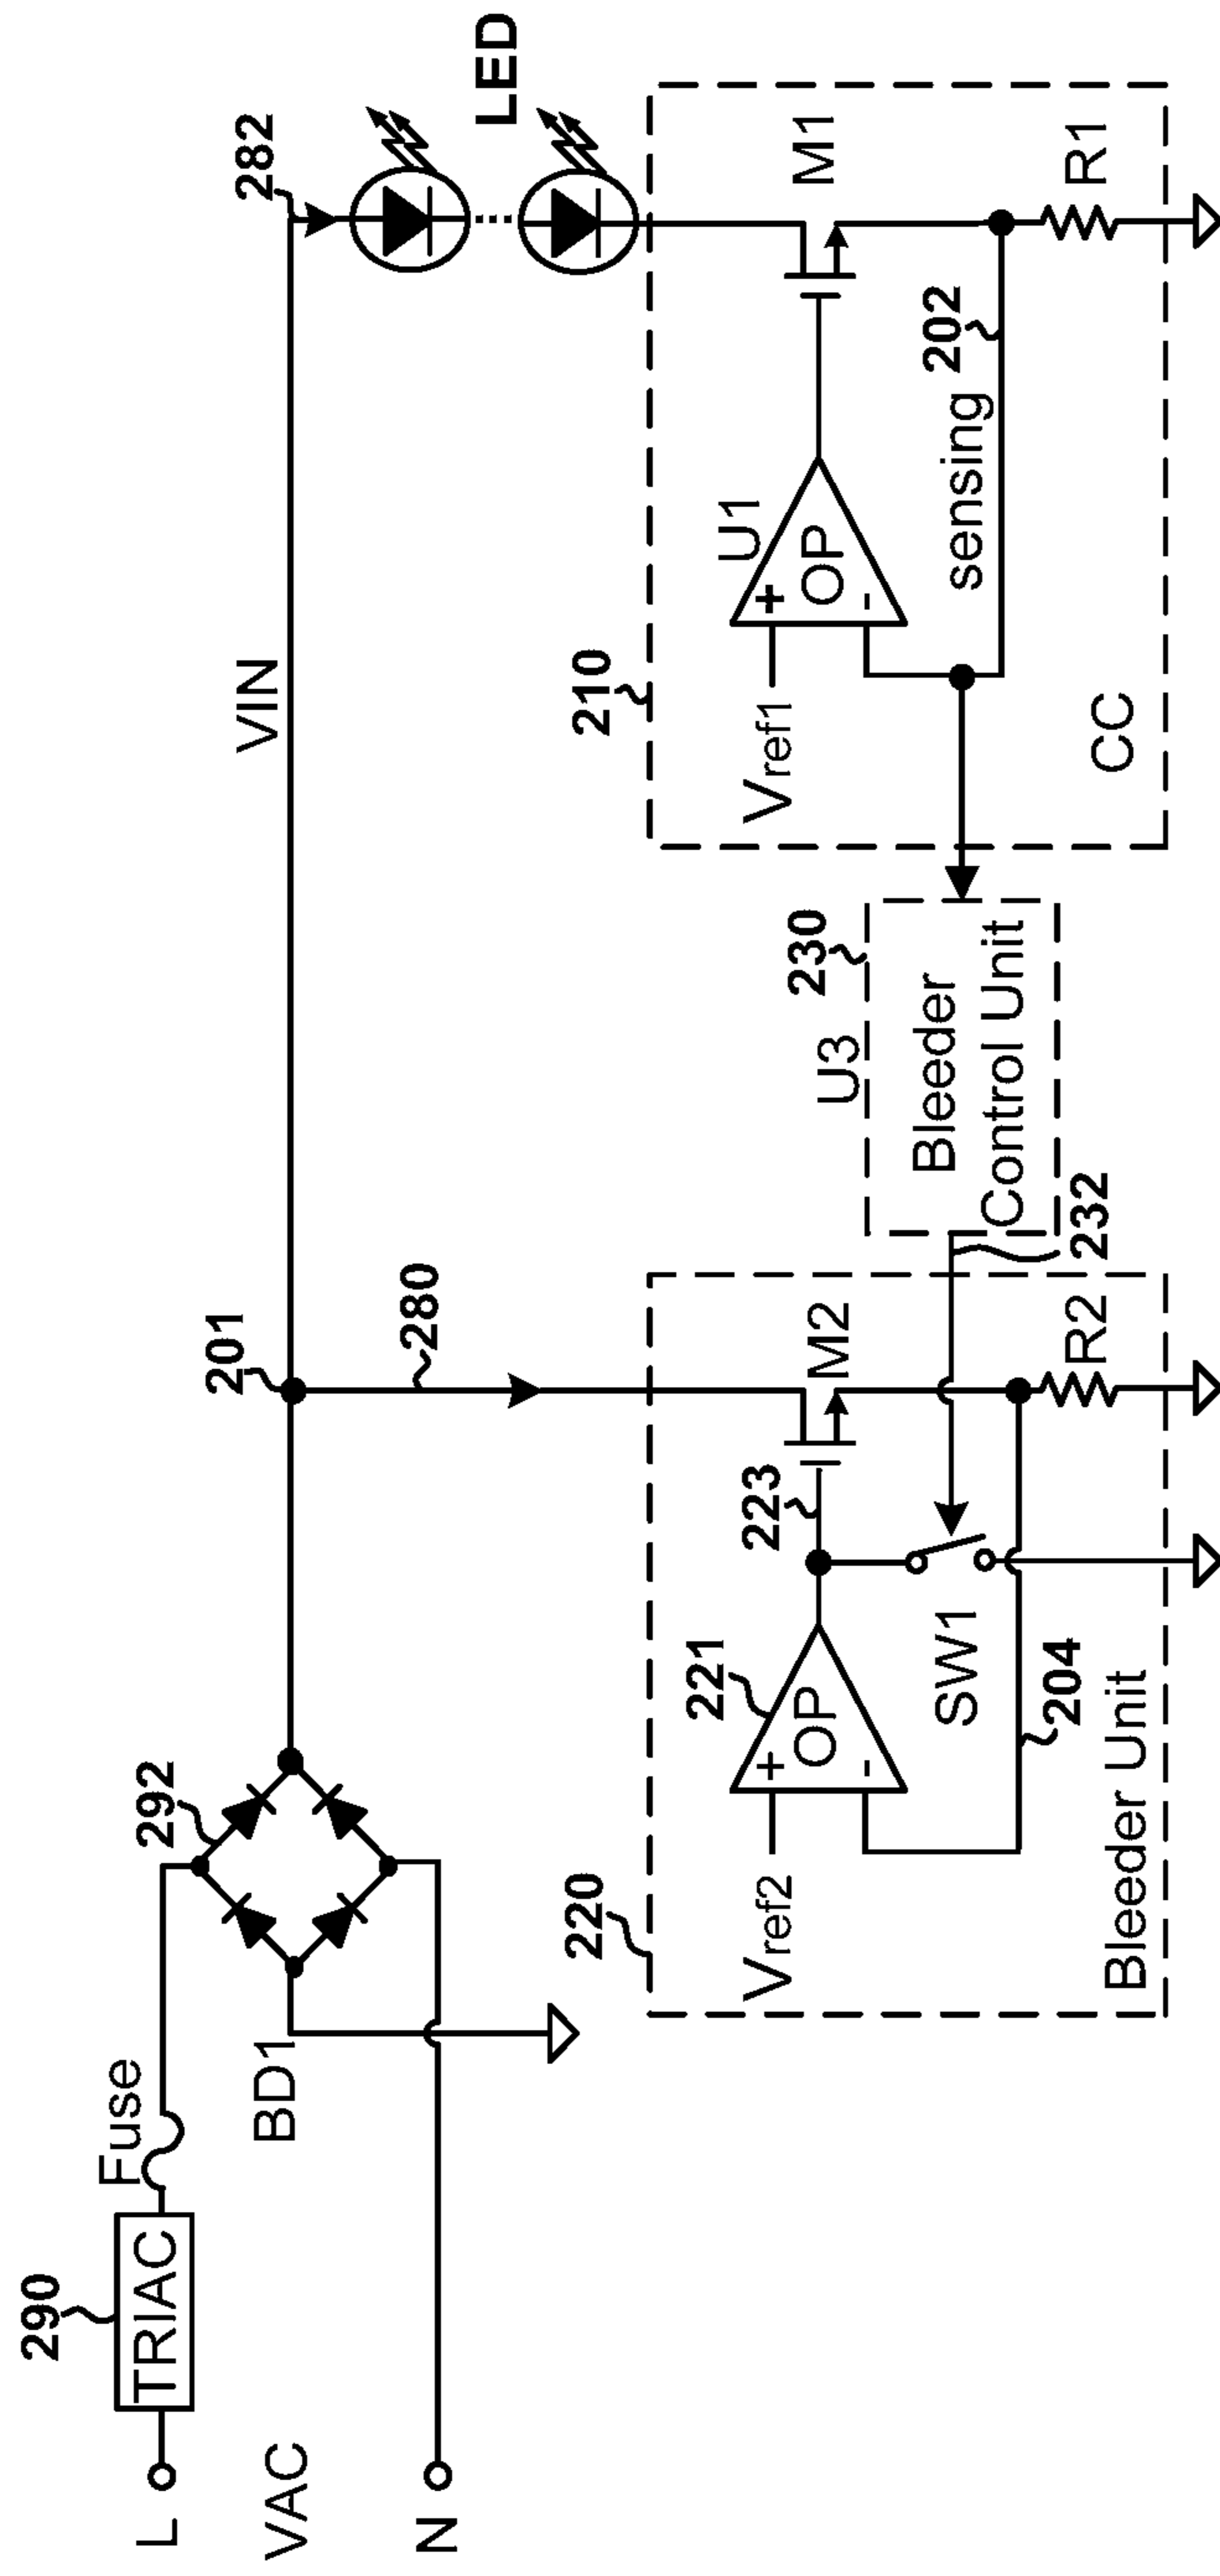 290
TRIAC
Fuse
L
VAC
N
BD1
292
201
VIN
280
282
LED
220
Vref2
+
-
OP
221
223
M2
SW1
204
R2
Bleeder Unit
232
U3
230
Bleeder
Control Unit
210
Vref1
+
-
OP
U1
M1
sensing
202
R1
CC